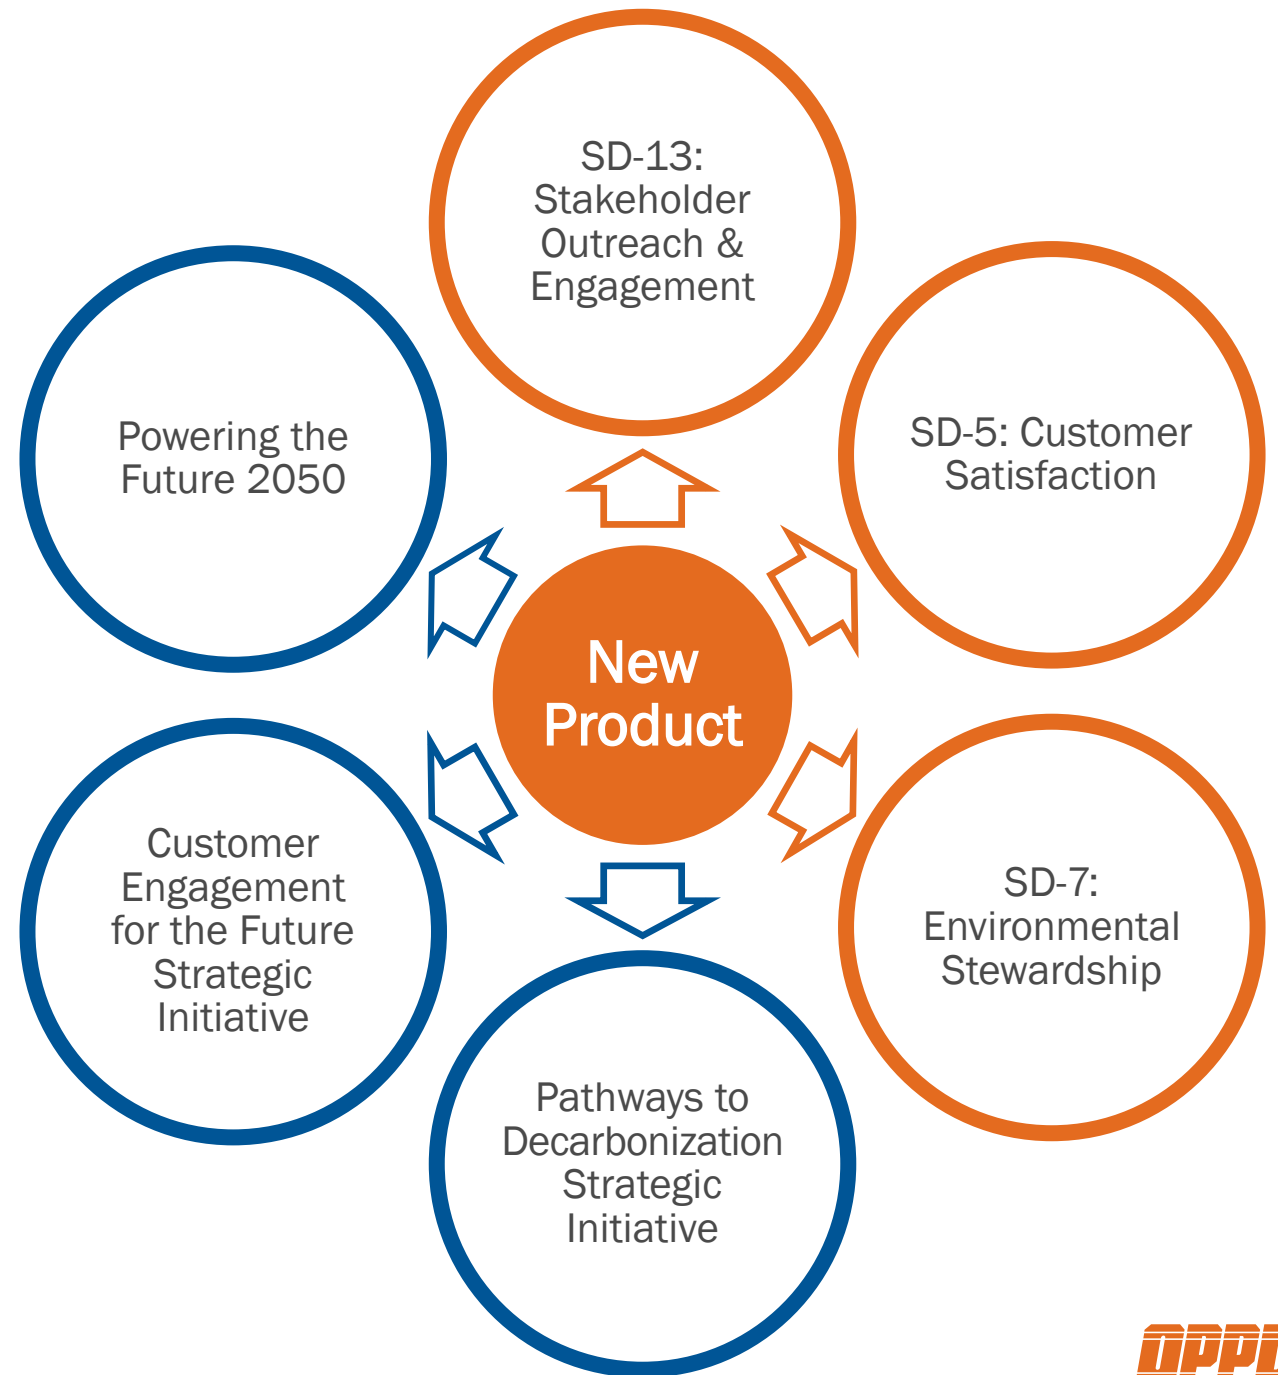 SD-13:
Stakeholder
Outreach &
Engagement
Powering the
Future 2050
SD-5: Customer
Satisfaction
New
Product
Customer
Engagement
for the Future
Strategic
Initiative
SD-7:
Environmental
Stewardship
Pathways to
Decarbonization
Strategic
Initiative